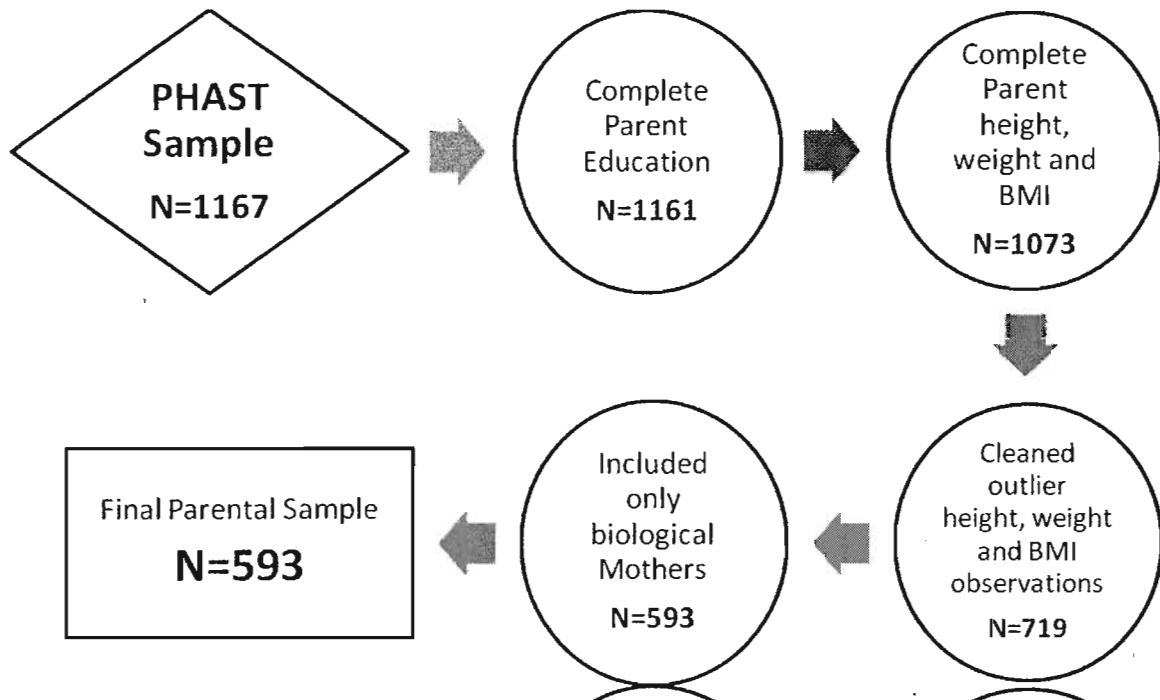 PHAST
Sample
N=1167
Complete
Parent
Education
N=1161
Complete
Parent
height,
weight and
BMI
N=1073
Cleaned
outlier
height, weight
and BMI
observations
N=719
Included
only
biological
Mothers
N=593
Final Parental Sample
N=593